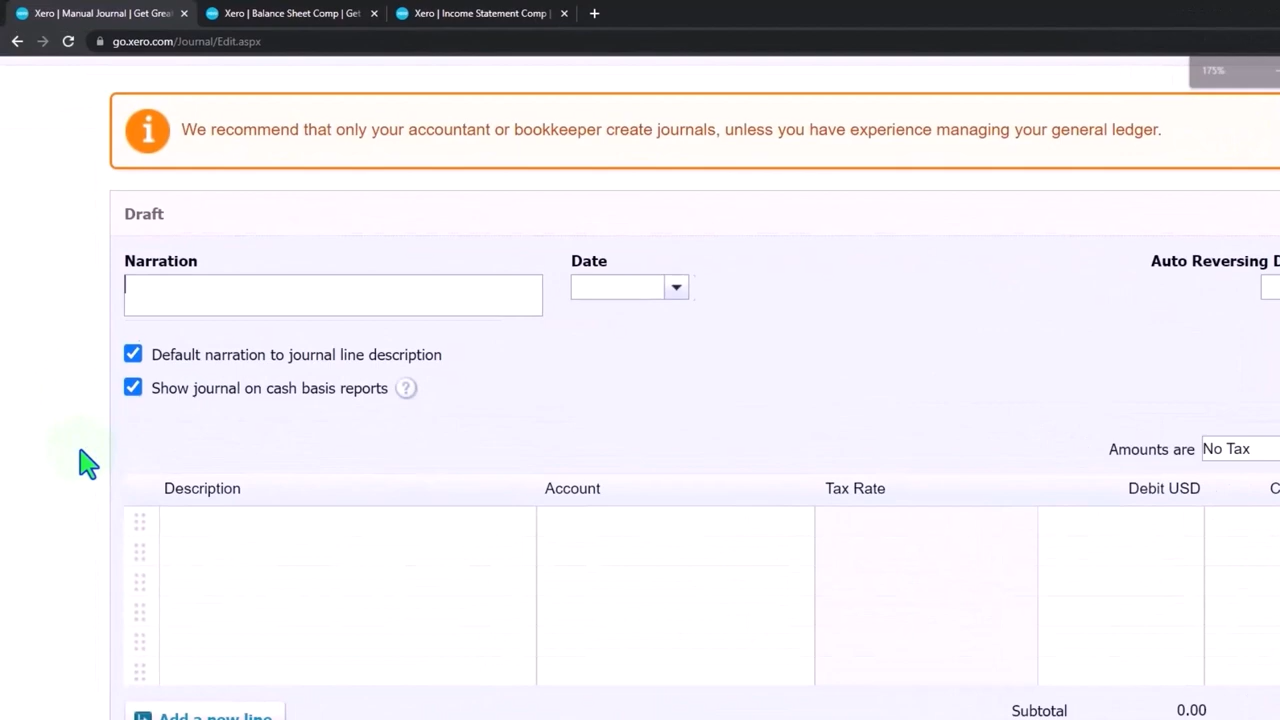 Xero | Manual Journal | Get Grea
Xero | Balance Sheet Comp | Get
Xero | Income Statement Comp |
go.xero.com/Journal/Edit.aspx
175%
We recommend that only your accountant or bookkeeper create journals, unless you have experience managing your general ledger.
Draft
Narration Date Auto Reversing D
Default narration to journal line description
Show journal on cash basis reports ?
Amounts are No Tax
Description Account Tax Rate Debit USD C
Add a new line Subtotal 0.00